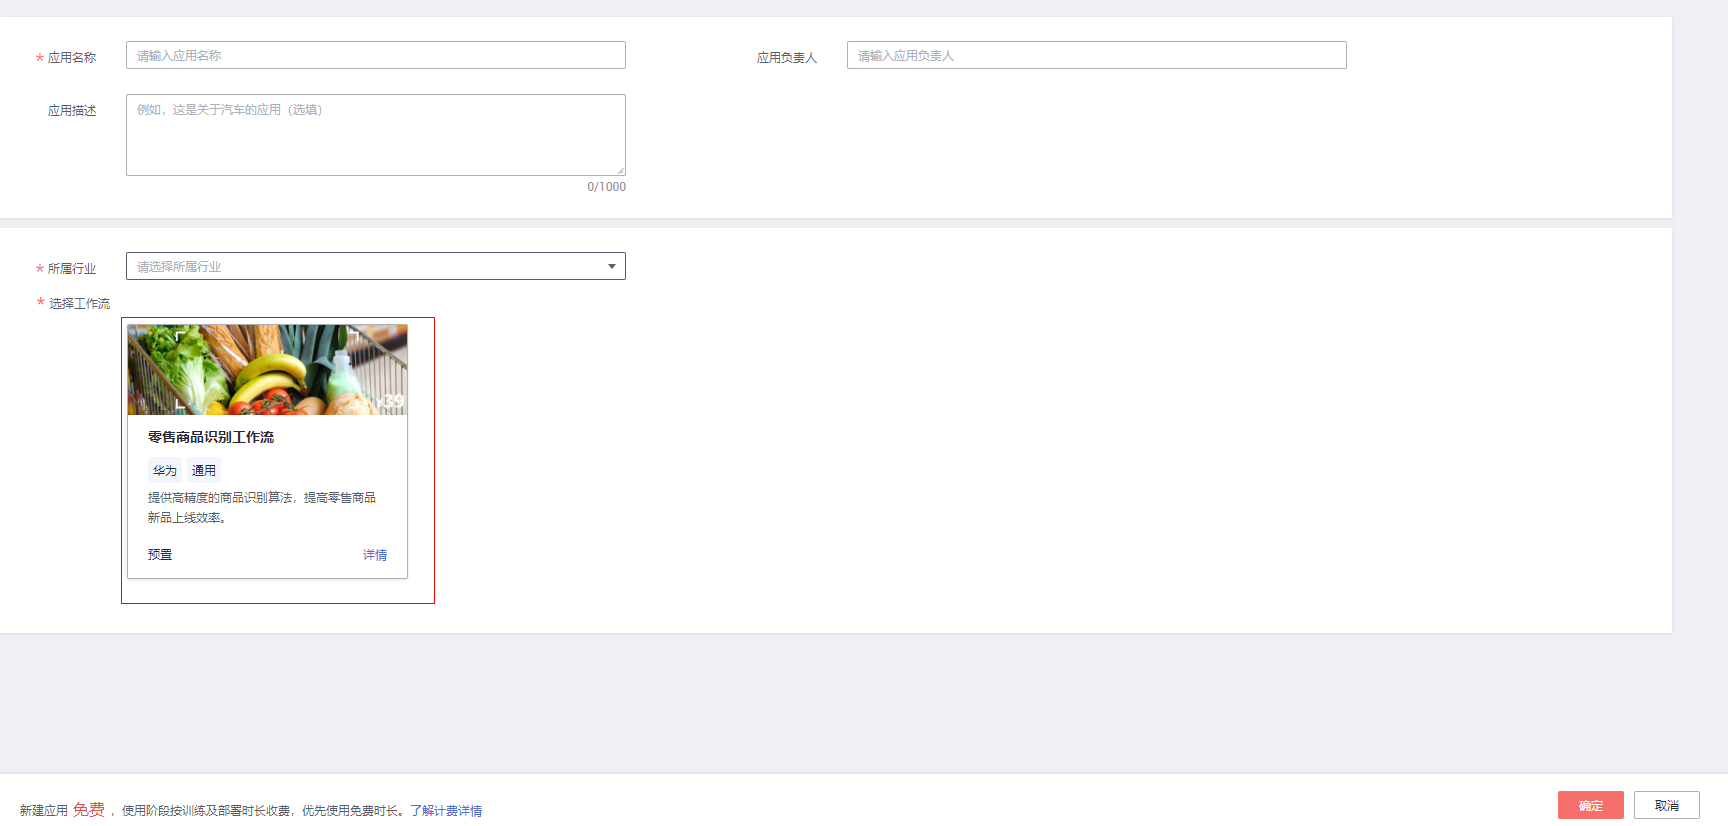 * 应用名称 请输入应用名称 应用负责人 请输入应用负责人
应用描述 例如，这是关于汽车的应用（选填）
0/1000
* 所属行业 请选择所属行业
* 选择工作流
零售商品识别工作流
华为 通用
提供高精度的商品识别算法，提高零售商品
新品上线效率。
预置 详情
新建应用 免费 ，使用阶段按训练及部署时长收费，优先使用免费时长。了解计费详情
确定 取消